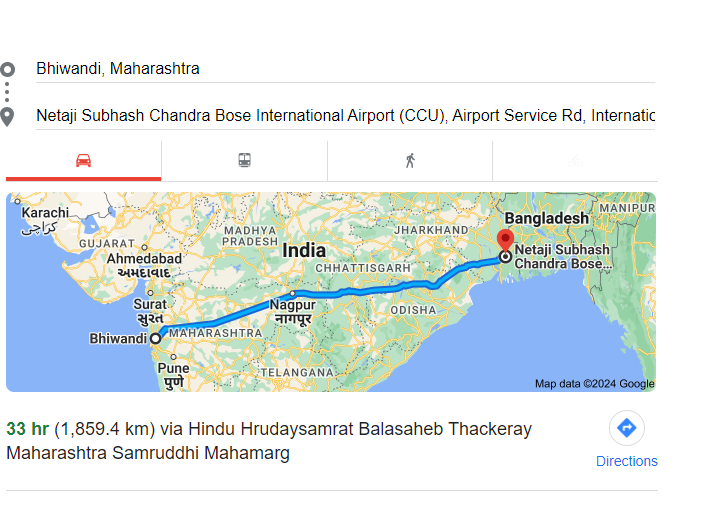 Bhiwandi, Maharashtra
Netaji Subhash Chandra Bose International Airport (CCU), Airport Service Rd, Internatic
Karachi
كراچى
GUJARAT
Ahmedabad
અમદાવાદ
MADHYA
PRADESH
India
JHARKHAND
Bangladesh
MANIPUR
Netaji Subhash
Chandra Bose...
CHHATTISGARH
Surat
સુરત
Nagpur
नागपूर
ODISHA
Bhiwandi
MAHARASHTRA
Pune
पुणे
TELANGANA
Map data ©2024 Google
33 hr (1,859.4 km) via Hindu Hrudaysamrat Balasaheb Thackeray
Maharashtra Samruddhi Mahamarg
Directions